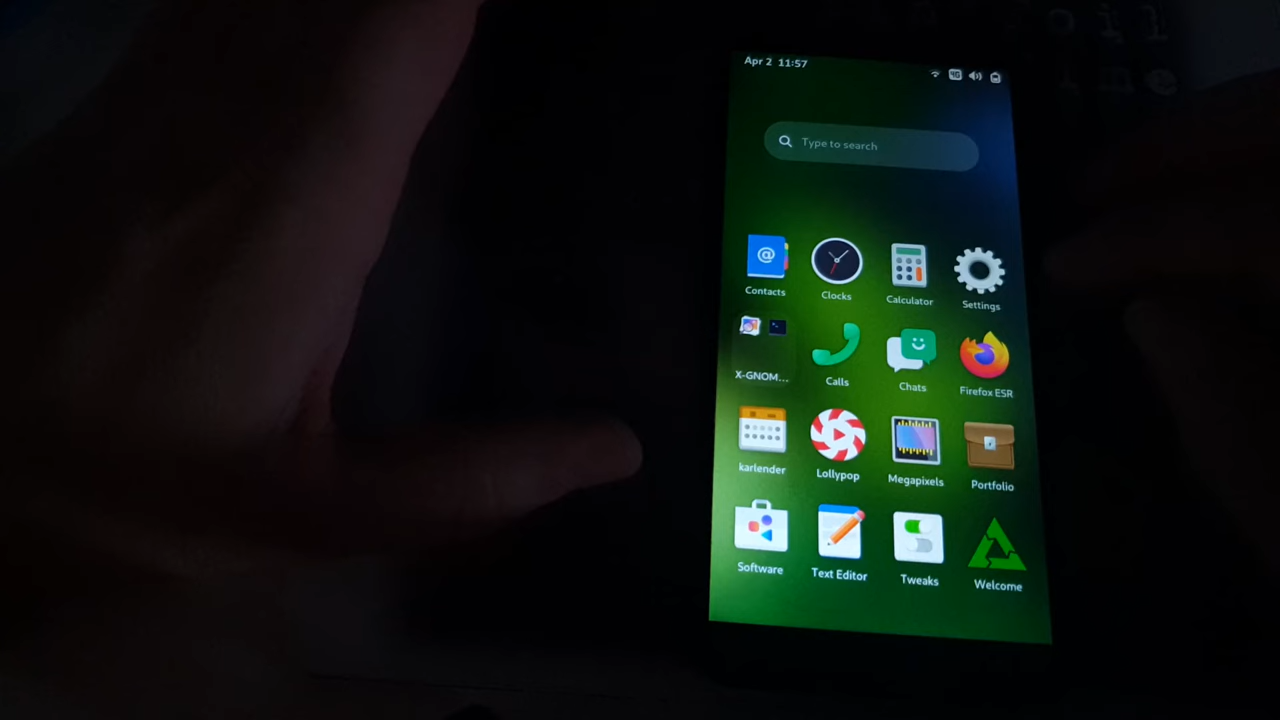 Apr 2 11:57
4G
Type to search
Contacts
Clocks
Calculator
Settings
X-GNOM...
Calls
Chats
Firefox ESR
karlender
Lollypop
Megapixels
Portfolio
Software
Text Editor
Tweaks
Welcome